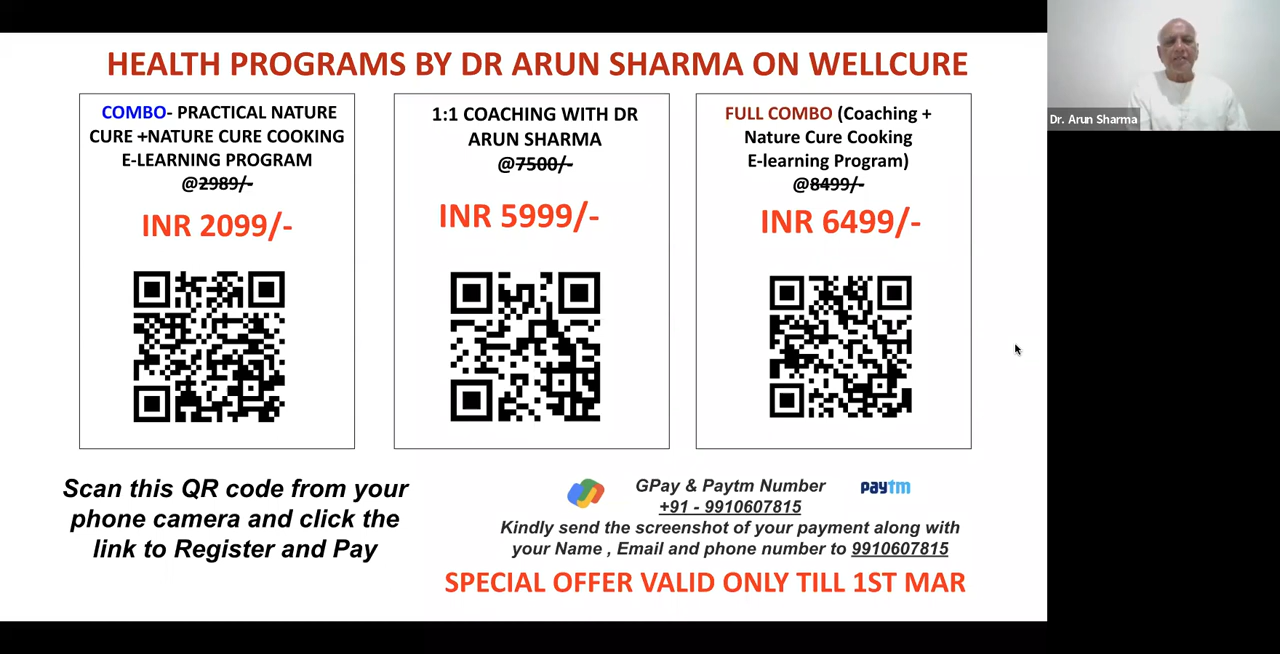 HEALTH PROGRAMS BY DR ARUN SHARMA ON WELLCURE
COMBO- PRACTICAL NATURE
CURE +NATURE CURE COOKING
E-LEARNING PROGRAM
@2989/-
INR 2099/-
1:1 COACHING WITH DR
ARUN SHARMA
@7500/-
INR 5999/-
FULL COMBO (Coaching +
Nature Cure Cooking
E-learning Program)
@8499/-
INR 6499/-
Scan this QR code from your
phone camera and click the
link to Register and Pay
GPay & Paytm Number
+91 - 9910607815
paytm
Kindly send the screenshot of your payment along with
your Name , Email and phone number to 9910607815
SPECIAL OFFER VALID ONLY TILL 1ST MAR
Dr. Arun Sharma